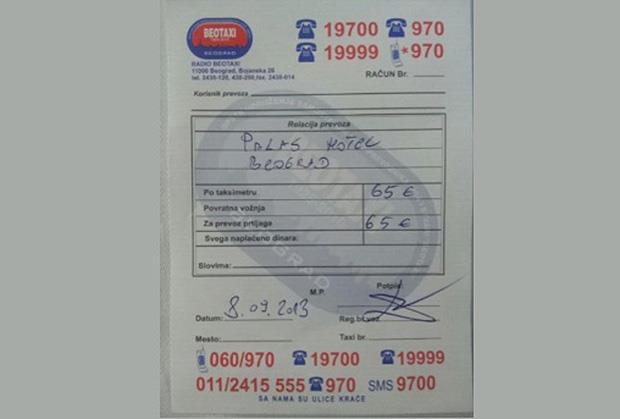 BEOTAXI
BEOGRAD
19700 970
19999 *970
RADIO BEOTAXI
11000 Beograd, Bojanska 26
RAČUN Br.
Korisnik prevoza
Relacija prevoza
PALAS HOTEL
BEOGRAD
Po taksimetru 65 €
Povratna vožnja
Za prevoz prtljaga 65 €
Svega naplaćeno dinara:
Slovima:
M.P. Potpis:
Datum: 8.09.2013 Reg.br.voz.
Mesto: Taxi br.
060/970 19700 19999
011/2415 555 970 SMS 9700
SA NAMA SU ULICE KRAĆE